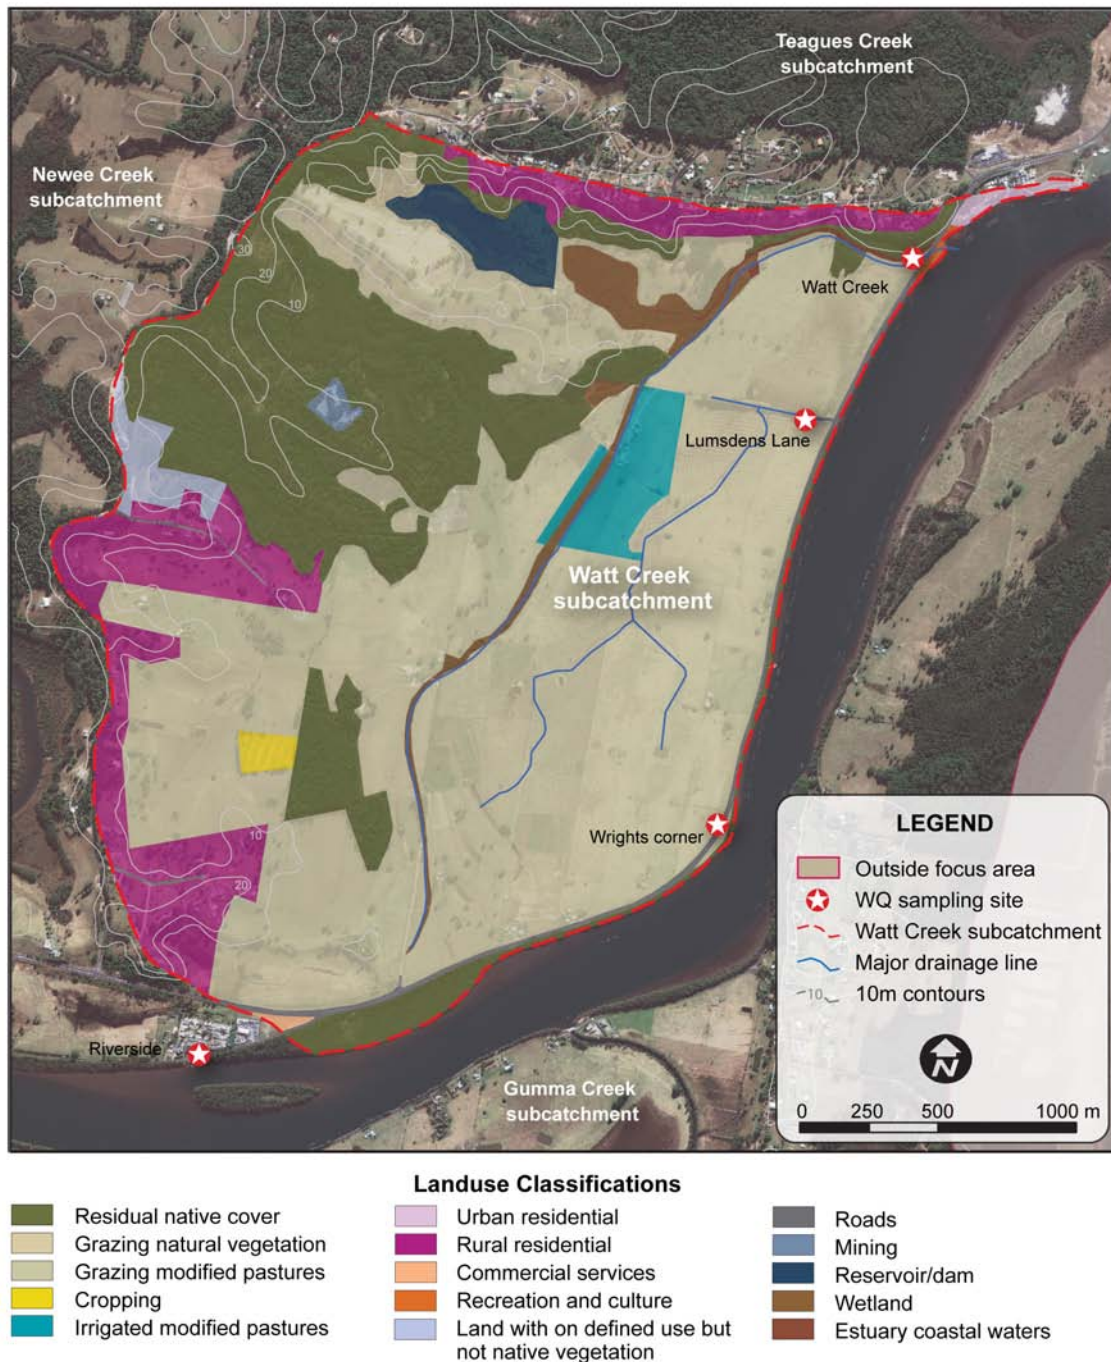 Teagues Creek
subcatchment
Newee Creek
subcatchment
30
20
10
Watt Creek
Lumsdens Lane
Watt Creek
subcatchment
Wrights corner
10
20
Riverside
Gumma Creek
subcatchment
LEGEND
Outside focus area
WQ sampling site
Watt Creek subcatchment
Major drainage line
10 10m contours
N
0 250 500 1000 m
Landuse Classifications
Residual native cover
Grazing natural vegetation
Grazing modified pastures
Cropping
Irrigated modified pastures
Urban residential
Rural residential
Commercial services
Recreation and culture
Land with on defined use but
not native vegetation
Roads
Mining
Reservoir/dam
Wetland
Estuary coastal waters